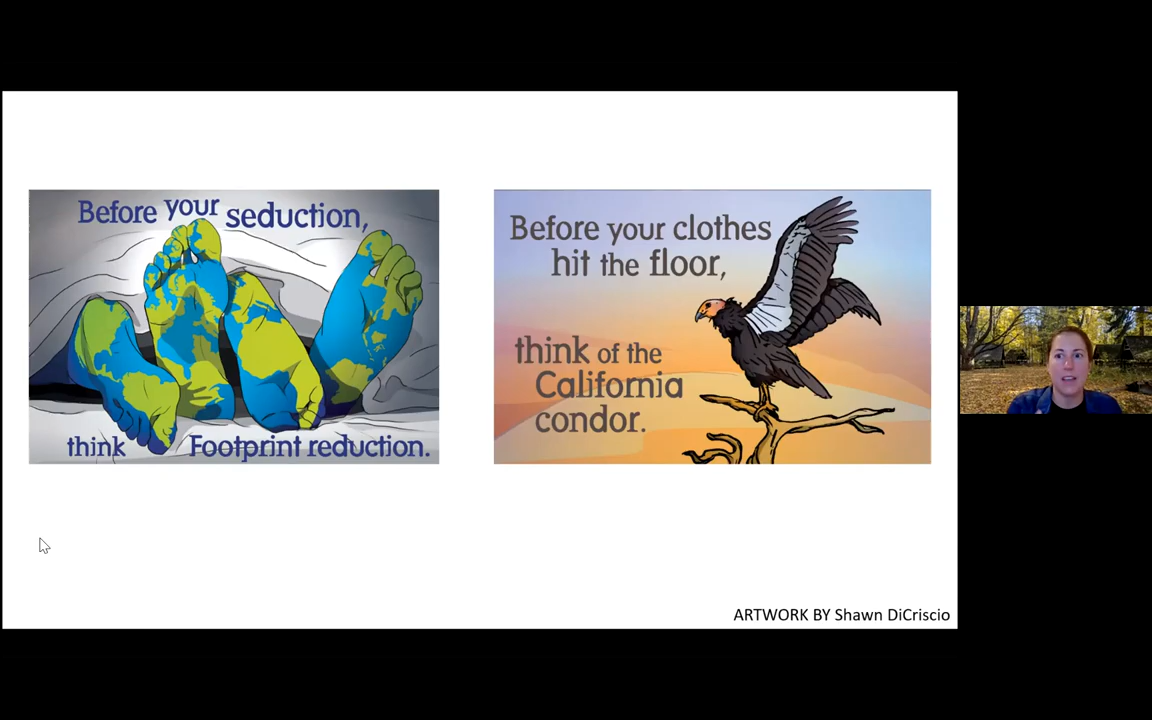 Before your seduction,
think Footprint reduction.
Before your clothes
hit the floor,
think of the
California
condor.
ARTWORK BY Shawn DiCriscio